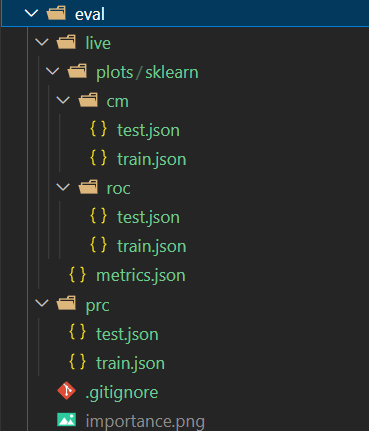 eval
live
plots/sklearn
cm
{} test.json
{} train.json
roc
{} test.json
{} train.json
{} metrics.json
prc
{} test.json
{} train.json
.gitignore
importance.png